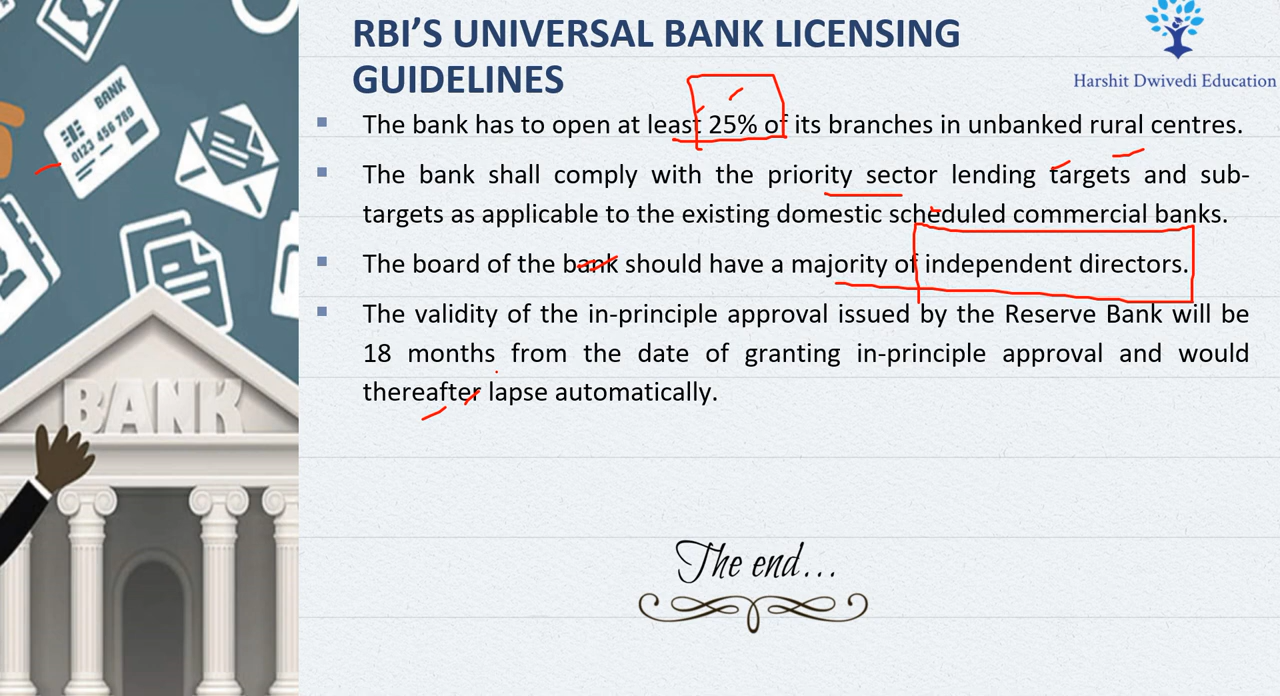 RBI’S UNIVERSAL BANK LICENSING
GUIDELINES
Harshit Dwivedi Education
▪ The bank has to open at least 25% of its branches in unbanked rural centres.
▪ The bank shall comply with the priority sector lending targets and sub-
targets as applicable to the existing domestic scheduled commercial banks.
▪ The board of the bank should have a majority of independent directors.
▪ The validity of the in-principle approval issued by the Reserve Bank will be
18 months from the date of granting in-principle approval and would
thereafter lapse automatically.
The end...
BANK
0123 456 789
BANK